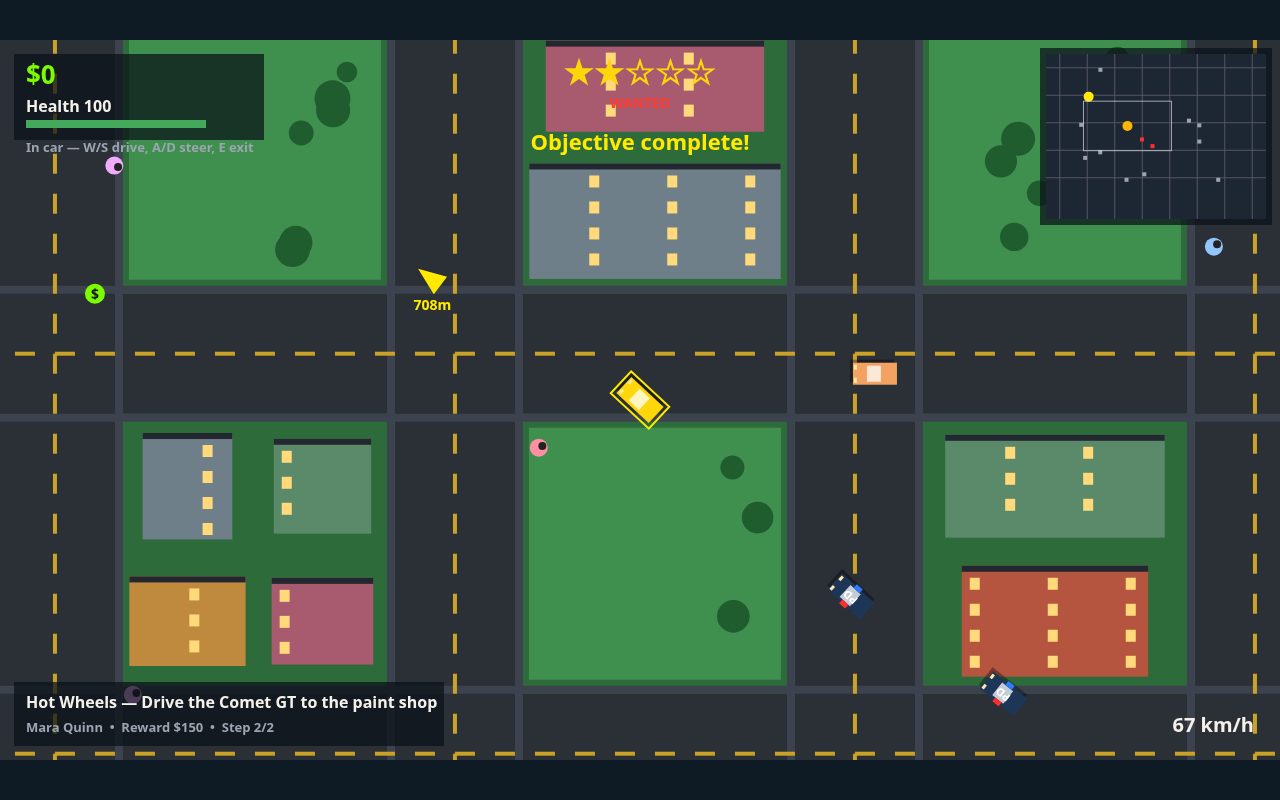 $0
Health 100
In car — W/S drive, A/D steer, E exit
WANTED
Objective complete!
$
708m
Hot Wheels — Drive the Comet GT to the paint shop
Mara Quinn • Reward $150 • Step 2/2
67 km/h